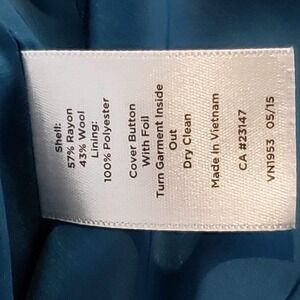 Shell:
57% Rayon
43% Wool
Lining:
100% Polyester
Cover Button
With Foil
Turn Garment Inside
Out
Dry Clean
Made in Vietnam
CA #23147
VN1953 05/15